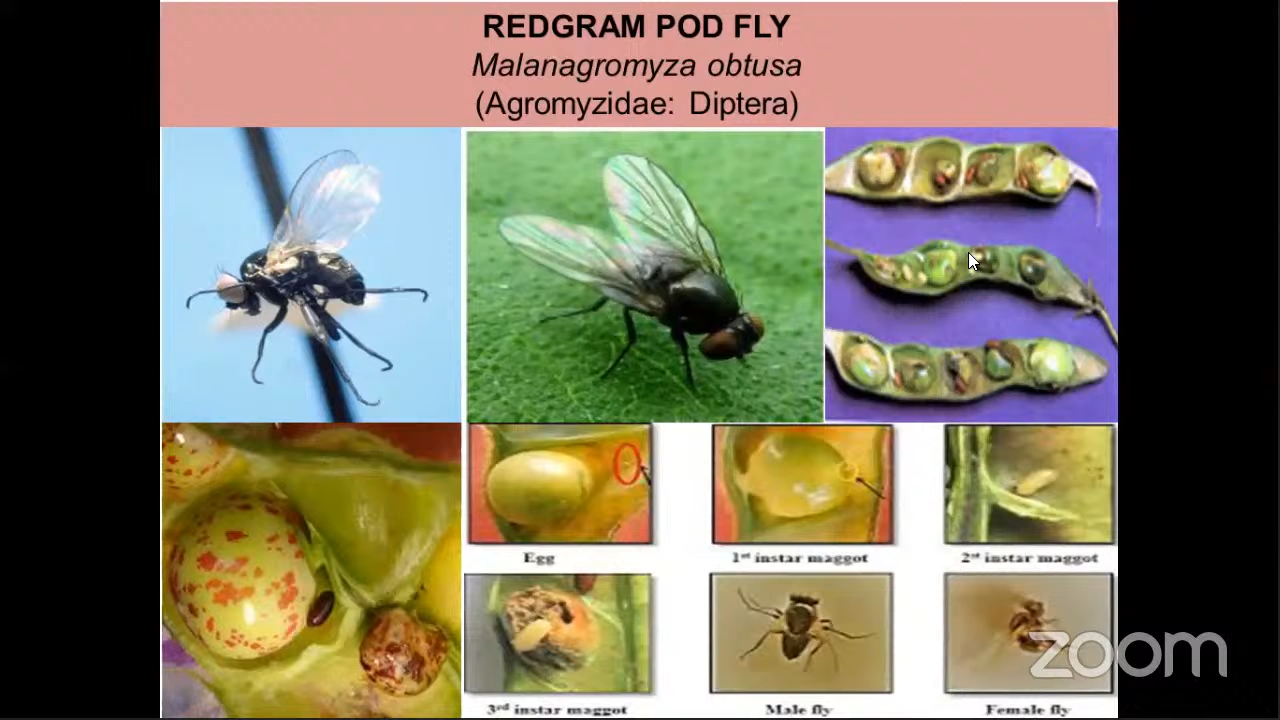 REDGRAM POD FLY
Malanagromyza obtusa
(Agromyzidae: Diptera)
Egg
1st instar maggot
2st instar maggot
3rd instar maggot
Male fly
Female fly
zoom